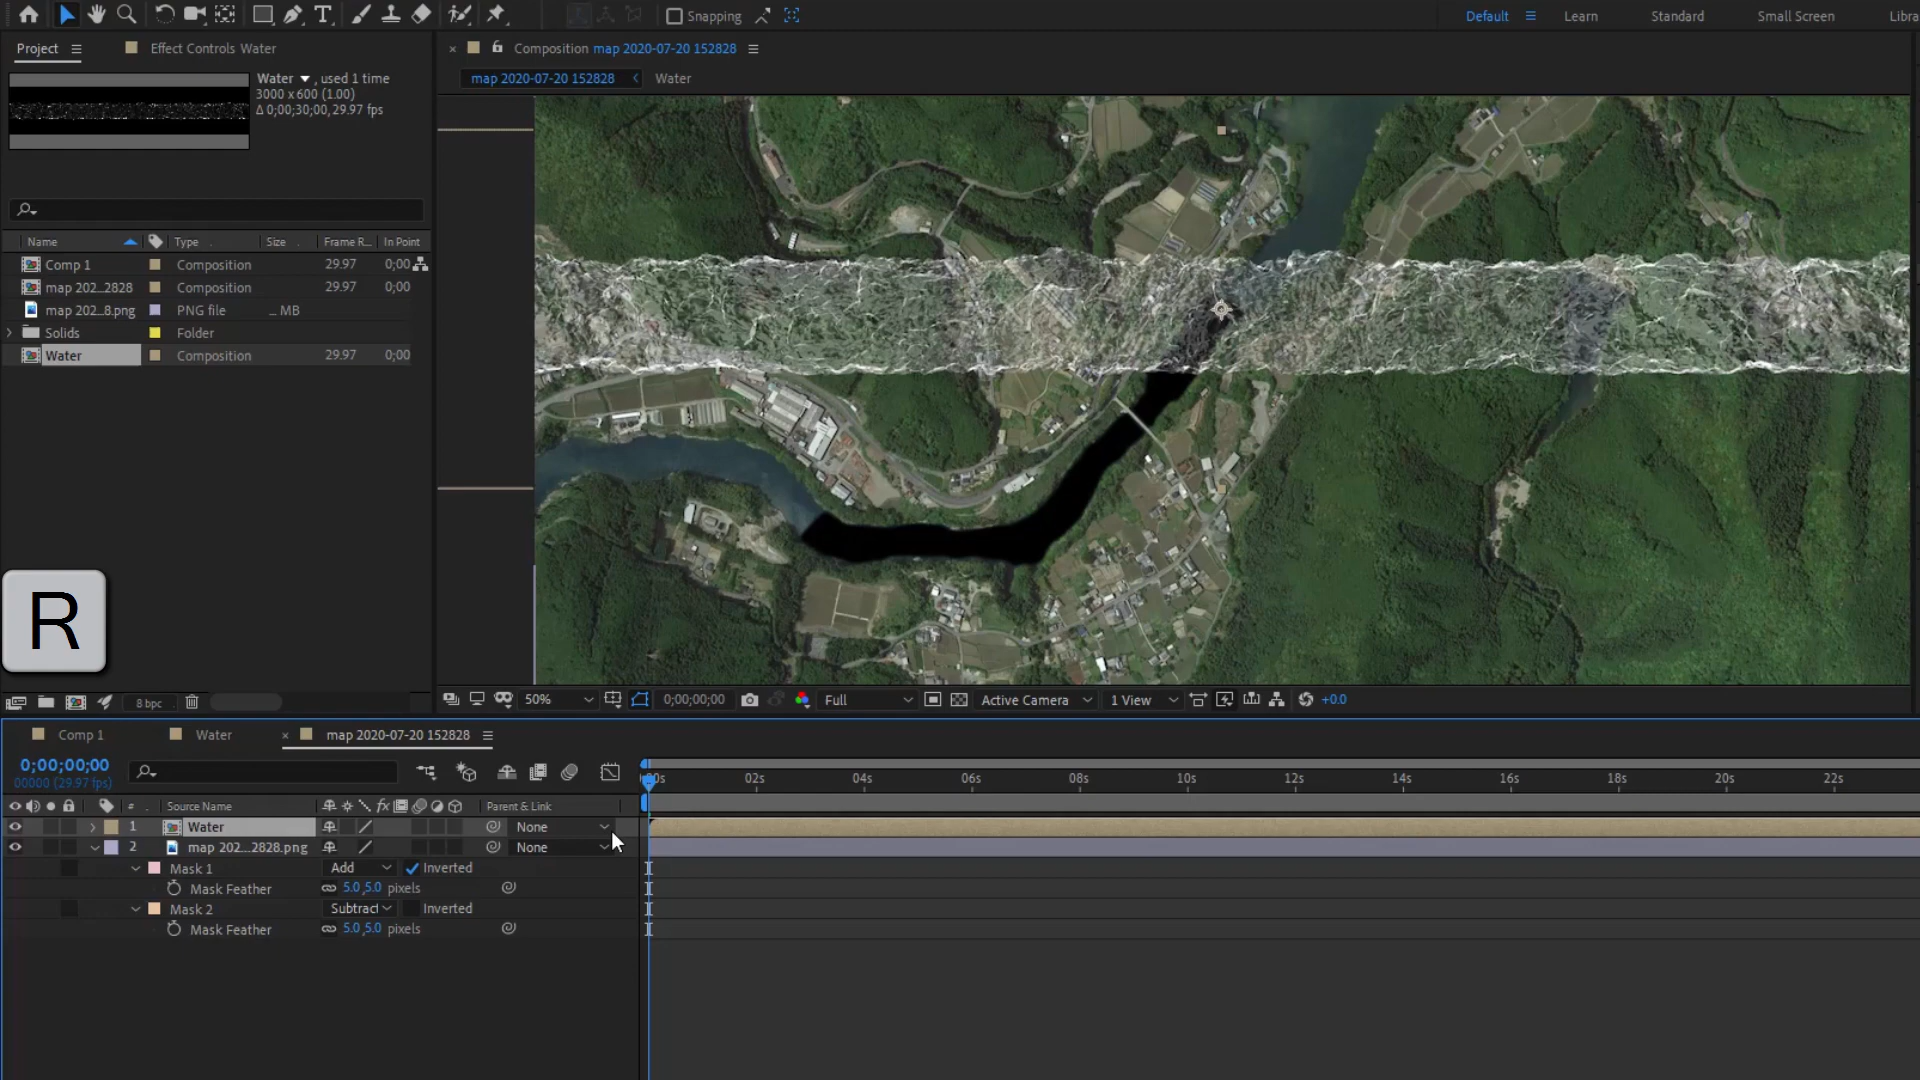 Snapping
Default
Learn
Standard
Small Screen
Libra
Project
Effect Controls Water
Composition map 2020-07-20 152828
map 2020-07-20 152828
Water
Water , used 1 time
3000 x 600 (1.00)
Δ 0;00;30;00, 29.97 fps
Name
Type
Size
Frame R...
In Point
Comp 1
Composition
29.97
0;00
map 202...2828
Composition
29.97
0;00
map 202...8.png
PNG file
... MB
Solids
Folder
Water
Composition
29.97
0;00
R
8 bpc
50%
0;00;00;00
Full
Active Camera
1 View
+0.0
Comp 1
Water
map 2020-07-20 152828
0;00;00;00
00000 (29.97 fps)
00s
02s
04s
06s
08s
10s
12s
14s
16s
18s
20s
22s
#
Source Name
fx
Parent & Link
1
Water
None
2
map 202...2828.png
None
Mask 1
Add
Inverted
Mask Feather
5.0,5.0 pixels
Mask 2
Subtract
Inverted
Mask Feather
5.0,5.0 pixels